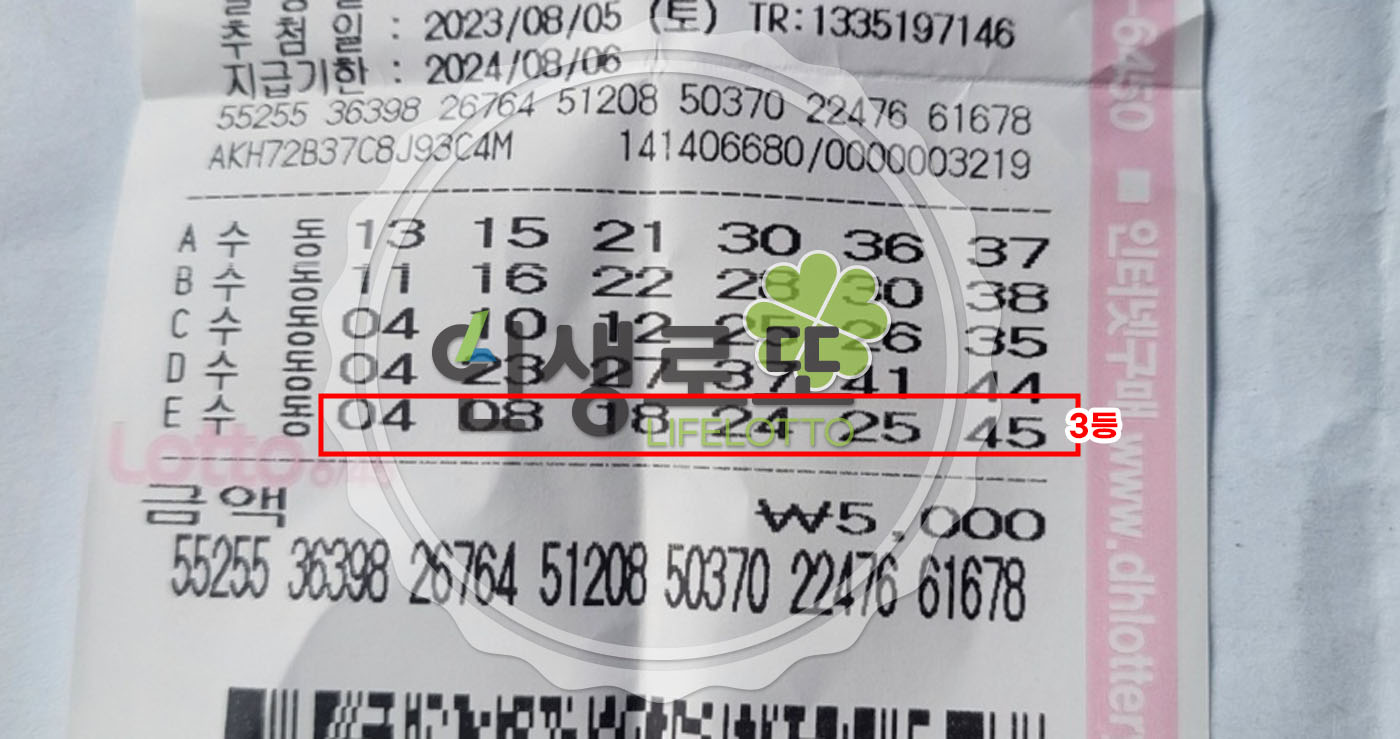 추 첨 일 : 2023/08/05 (토) TR:1335197146
지급기한 : 2024/08/06
55255 36398 26764 51208 50370 22476 61678
AKH72B37C8J93C4M 141406680/0000003219
A 수 동 13 15 21 30 36 37
B 수 동 11 16 22 28 30 38
C 수 동 04 10 12 25 26 35
D 수 동 04 23 27 37 41 44
E 수 동 04 08 18 24 25 45
3등
인생로또
LIFELOTTO
Lotto 6/45
금 액 ₩5,000
55255 36398 26764 51208 50370 22476 61678
-6450 ■ 인터넷구매 www.dhlottery